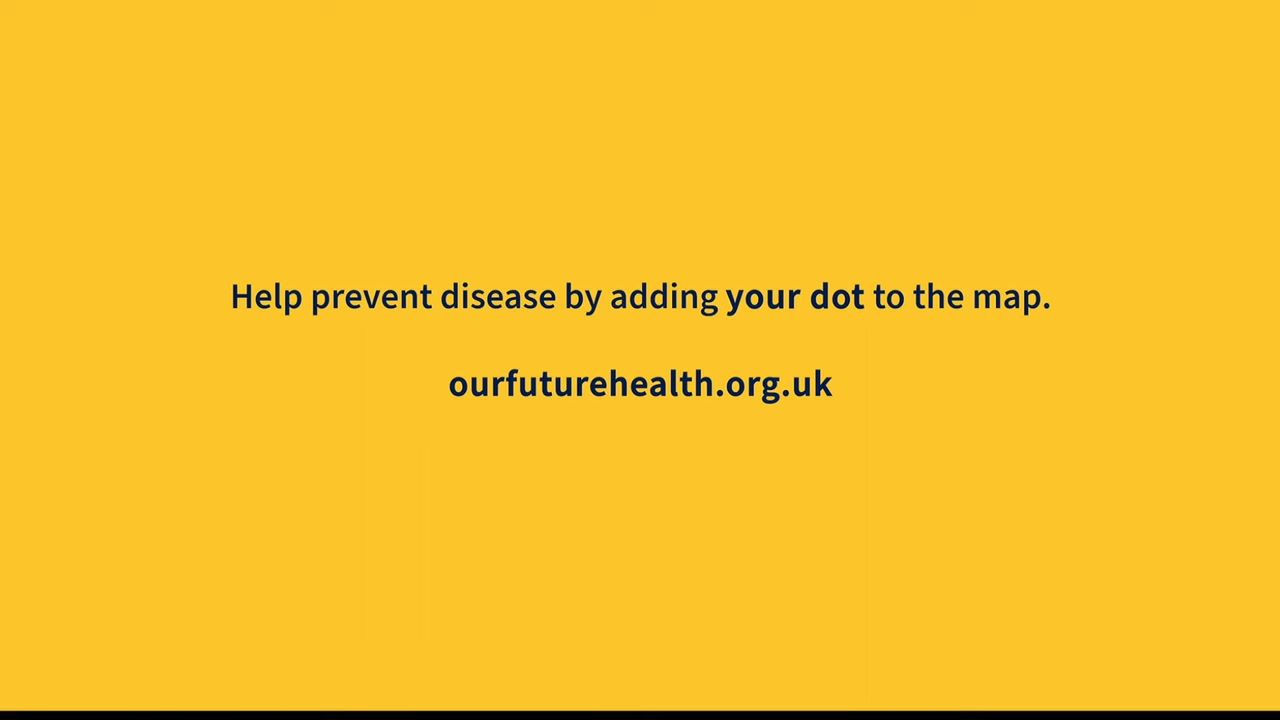 Help prevent disease by adding your dot to the map.
ourfuturehealth.org.uk